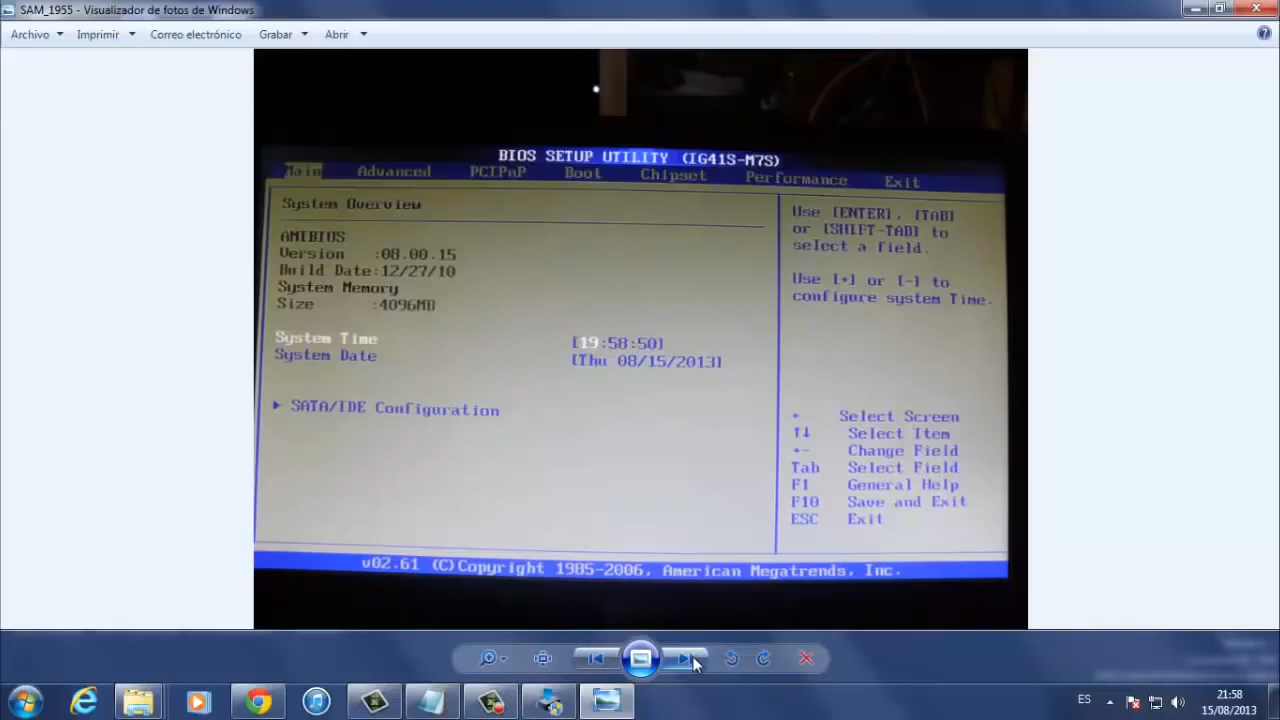 SAM_1955 - Visualizador de fotos de Windows
Archivo Imprimir Correo electrónico Grabar Abrir
BIOS SETUP UTILITY (IG41S-M7S)
Main Advanced PCIPnP Boot Chipset Performance Exit
System Overview
AMIBIOS
Version :08.00.15
Build Date:12/27/10
System Memory
Size :4096MB
System Time [19:58:50]
System Date [Thu 08/15/2013]
SATA/IDE Configuration
Use [ENTER], [TAB]
or [SHIFT-TAB] to
select a field.
Use [+] or [-] to
configure system Time.
Select Screen
↑↓ Select Item
+- Change Field
Tab Select Field
F1 General Help
F10 Save and Exit
ESC Exit
v02.61 (C)Copyright 1985-2006, American Megatrends, Inc.
ES
21:58
15/08/2013